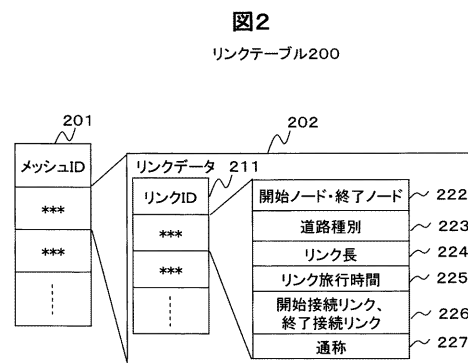 図2
リンクテーブル200
201
202
メッシュID
***
***
リンクデータ
211
リンクID
***
***
開始ノード・終了ノード
222
道路種別
223
リンク長
224
リンク旅行時間
225
開始接続リンク、
終了接続リンク
226
通称
227